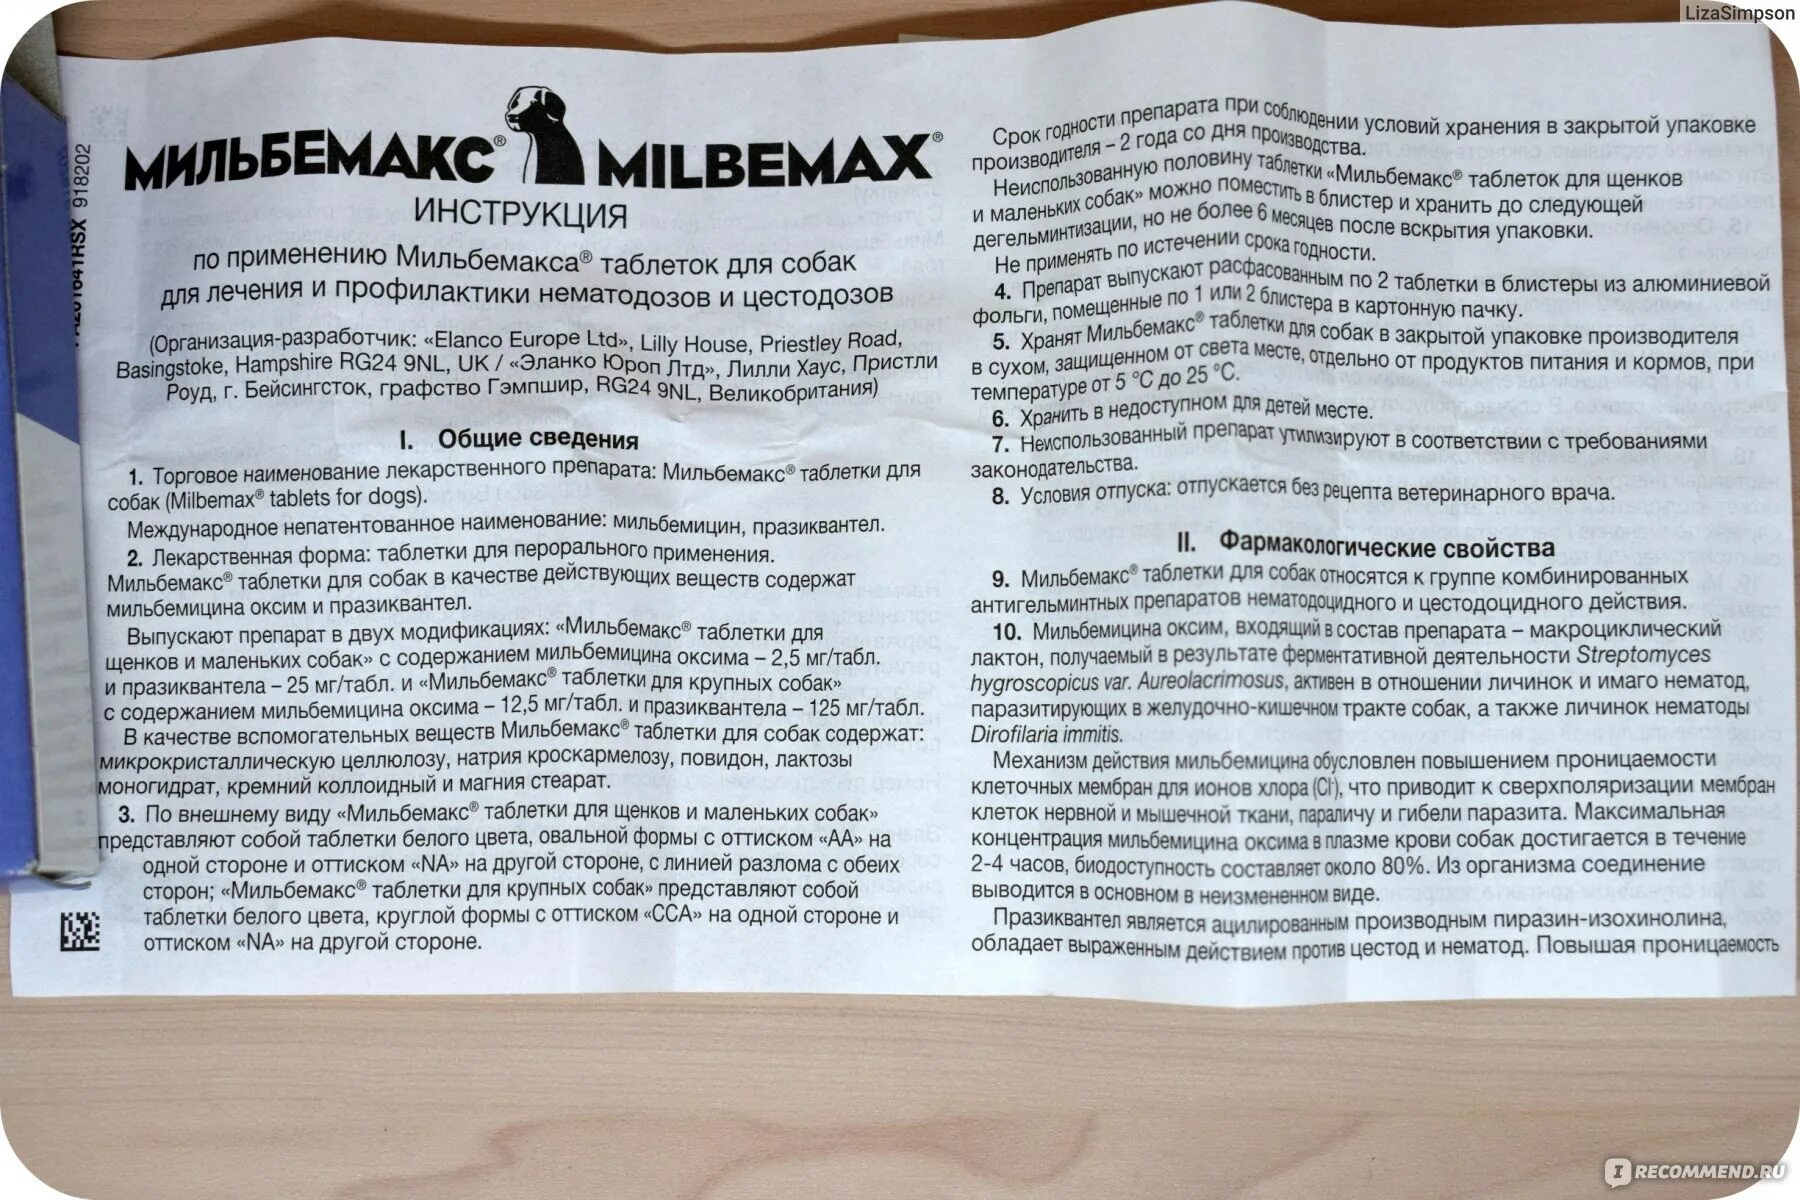 LizaSimpson
МИЛЬБЕМАКС® MILBEMAX®
ИНСТРУКЦИЯ
по применению Мильбемакса® таблеток для собак
для лечения и профилактики нематодозов и цестодозов
(Организация-разработчик: «Elanco Europe Ltd», Lilly House, Priestley Road,
Basingstoke, Hampshire RG24 9NL, UK / «Эланко Юроп Лтд», Лилли Хаус, Пристли
Роуд, г. Бейсингсток, графство Гэмпшир, RG24 9NL, Великобритания)
I. Общие сведения
1. Торговое наименование лекарственного препарата: Мильбемакс® таблетки для
собак (Milbemax® tablets for dogs).
Международное непатентованное наименование: мильбемицин, празиквантел.
2. Лекарственная форма: таблетки для перорального применения.
Мильбемакс® таблетки для собак в качестве действующих веществ содержат
мильбемицина оксим и празиквантел.
Выпускают препарат в двух модификациях: «Мильбемакс® таблетки для
щенков и маленьких собак» с содержанием мильбемицина оксима – 2,5 мг/табл.
и празиквантела – 25 мг/табл. и «Мильбемакс® таблетки для крупных собак»
с содержанием мильбемицина оксима – 12,5 мг/табл. и празиквантела – 125 мг/табл.
В качестве вспомогательных веществ Мильбемакс® таблетки для собак содержат:
микрокристаллическую целлюлозу, натрия кроскармелозу, повидон, лактозы
моногидрат, кремний коллоидный и магния стеарат.
3. По внешнему виду «Мильбемакс® таблетки для щенков и маленьких собак»
представляют собой таблетки белого цвета, овальной формы с оттиском «АА» на
одной стороне и оттиском «NA» на другой стороне, с линией разлома с обеих
сторон; «Мильбемакс® таблетки для крупных собак» представляют собой
таблетки белого цвета, круглой формы с оттиском «ССА» на одной стороне и
оттиском «NA» на другой стороне.
918202
Срок годности препарата при соблюдении условий хранения в закрытой упаковке
производителя – 2 года со дня производства.
Неиспользованную половину таблетки «Мильбемакс® таблеток для щенков
и маленьких собак» можно поместить в блистер и хранить до следующей
дегельминтизации, но не более 6 месяцев после вскрытия упаковки.
Не применять по истечении срока годности.
4. Препарат выпускают расфасованным по 2 таблетки в блистеры из алюминиевой
фольги, помещенные по 1 или 2 блистера в картонную пачку.
5. Хранят Мильбемакс® таблетки для собак в закрытой упаковке производителя
в сухом, защищенном от света месте, отдельно от продуктов питания и кормов, при
температуре от 5 °С до 25 °С.
6. Хранить в недоступном для детей месте.
7. Неиспользованный препарат утилизируют в соответствии с требованиями
законодательства.
8. Условия отпуска: отпускается без рецепта ветеринарного врача.
II. Фармакологические свойства
9. Мильбемакс® таблетки для собак относятся к группе комбинированных
антигельминтных препаратов нематодоцидного и цестодоцидного действия.
10. Мильбемицина оксим, входящий в состав препарата – макроциклический
лактон, получаемый в результате ферментативной деятельности Streptomyces
hygroscopicus var. Aureolacrimosus, активен в отношении личинок и имаго нематод,
паразитирующих в желудочно-кишечном тракте собак, а также личинок нематоды
Dirofilaria immitis.
Механизм действия мильбемицина обусловлен повышением проницаемости
клеточных мембран для ионов хлора (Cl⁻), что приводит к сверхполяризации мембран
клеток нервной и мышечной ткани, параличу и гибели паразита. Максимальная
концентрация мильбемицина оксима в плазме крови собак достигается в течение
2-4 часов, биодоступность составляет около 80%. Из организма соединение
выводится в основном в неизмененном виде.
Празиквантел является ацилированным производным пиразин-изохинолина,
обладает выраженным действием против цестод и нематод. Повышая проницаемость
I RECOMMEND.RU